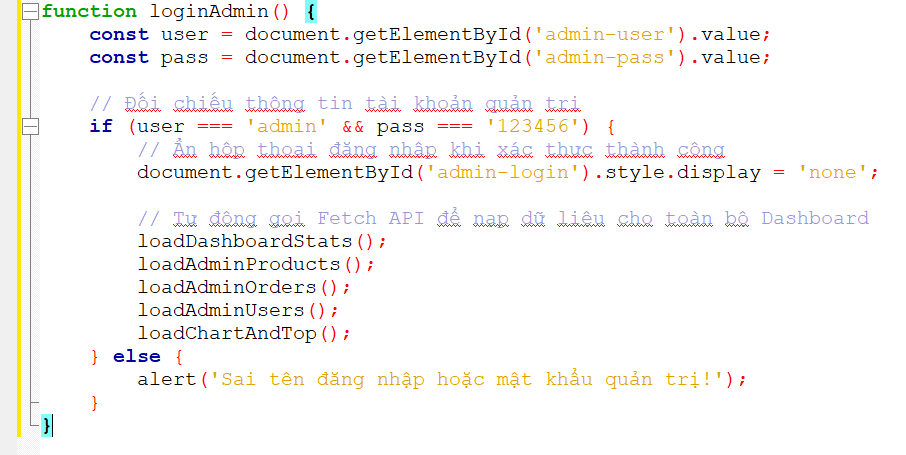 function loginAdmin() {
    const user = document.getElementById('admin-user').value;
    const pass = document.getElementById('admin-pass').value;

    // Đối chiếu thông tin tài khoản quản trị
    if (user === 'admin' && pass === '123456') {
        // Ẩn hộp thoại đăng nhập khi xác thực thành công
        document.getElementById('admin-login').style.display = 'none';

        // Tự động gọi Fetch API để nạp dữ liệu cho toàn bộ Dashboard
        loadDashboardStats();
        loadAdminProducts();
        loadAdminOrders();
        loadAdminUsers();
        loadChartAndTop();
    } else {
        alert('Sai tên đăng nhập hoặc mật khẩu quản trị!');
    }
}